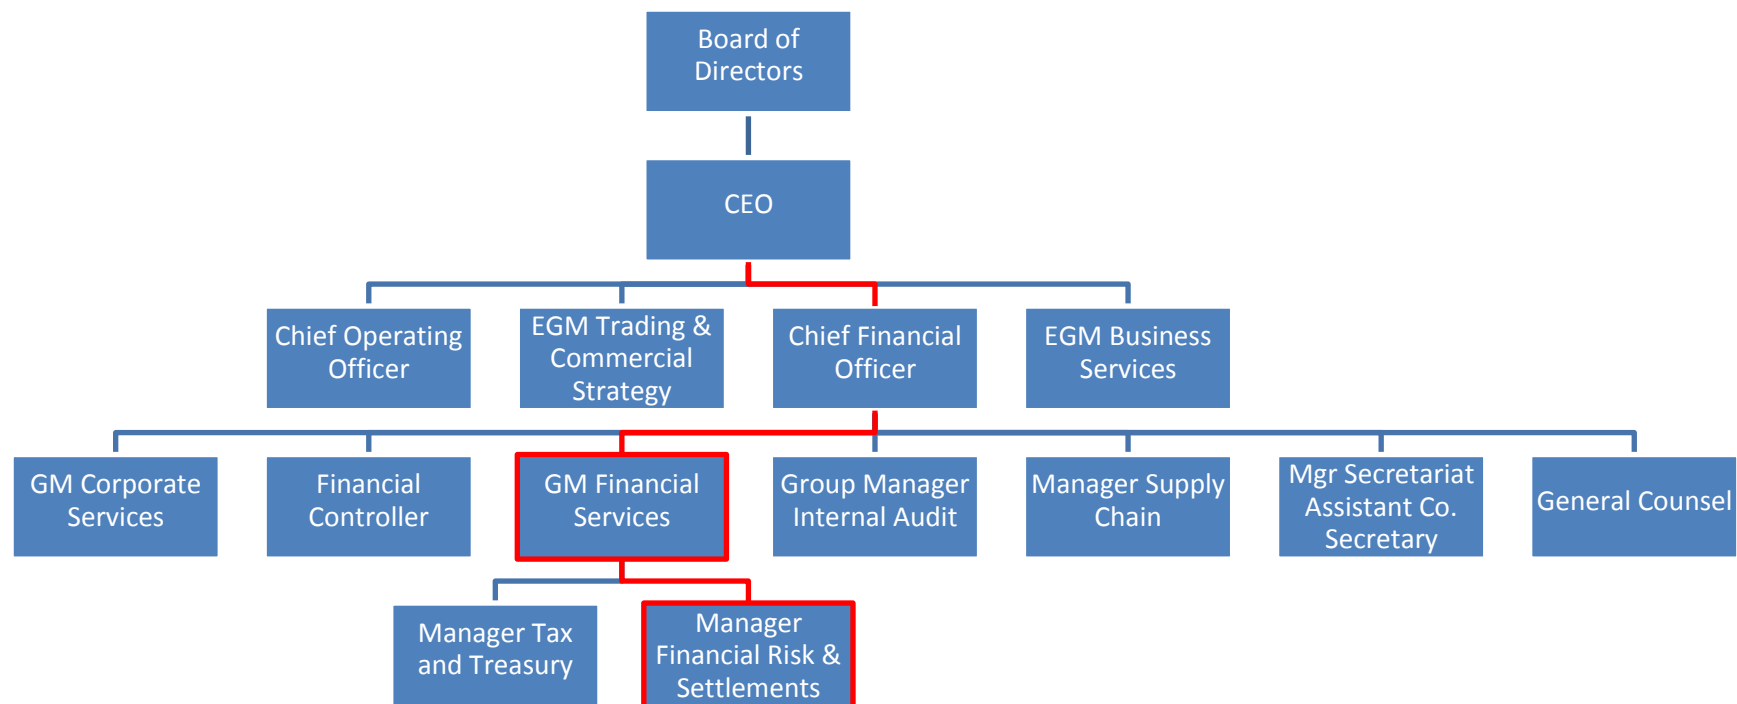 Board of
Directors
CEO
Chief Operating
Officer
EGM Trading &
Commercial
Strategy
Chief Financial
Officer
EGM Business
Services
GM Corporate
Services
Financial
Controller
GM Financial
Services
Group Manager
Internal Audit
Manager Supply
Chain
Mgr Secretariat
Assistant Co.
Secretary
General Counsel
Manager Tax
and Treasury
Manager
Financial Risk &
Settlements